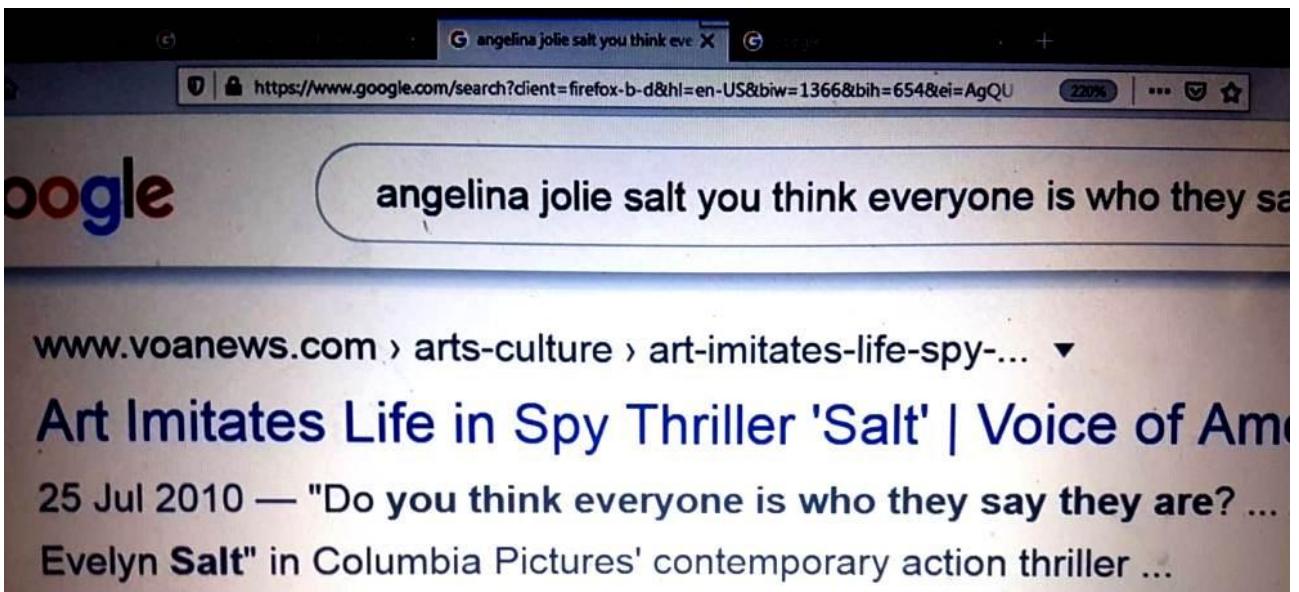 angelina jolie salt you think eve
https://www.google.com/search?client=firefox-b-d&hl=en-US&biw=1366&bih=654&ei=AgQU 220%
oogle angelina jolie salt you think everyone is who they sa
www.voanews.com › arts-culture › art-imitates-life-spy-...
Art Imitates Life in Spy Thriller 'Salt' | Voice of Ame
25 Jul 2010 — "Do you think everyone is who they say they are? ...
Evelyn Salt" in Columbia Pictures' contemporary action thriller ...